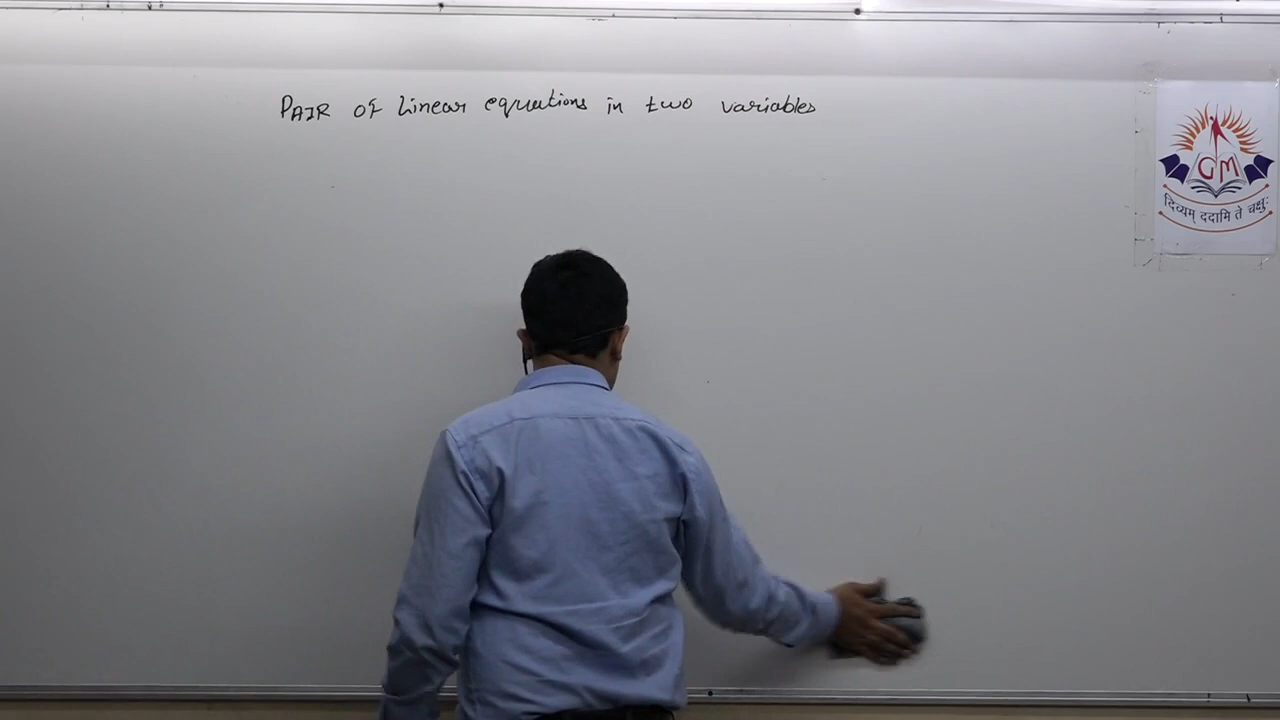 PAIR OF Linear equations in two variables
GM
दिव्यम् ददामि ते चक्षुः